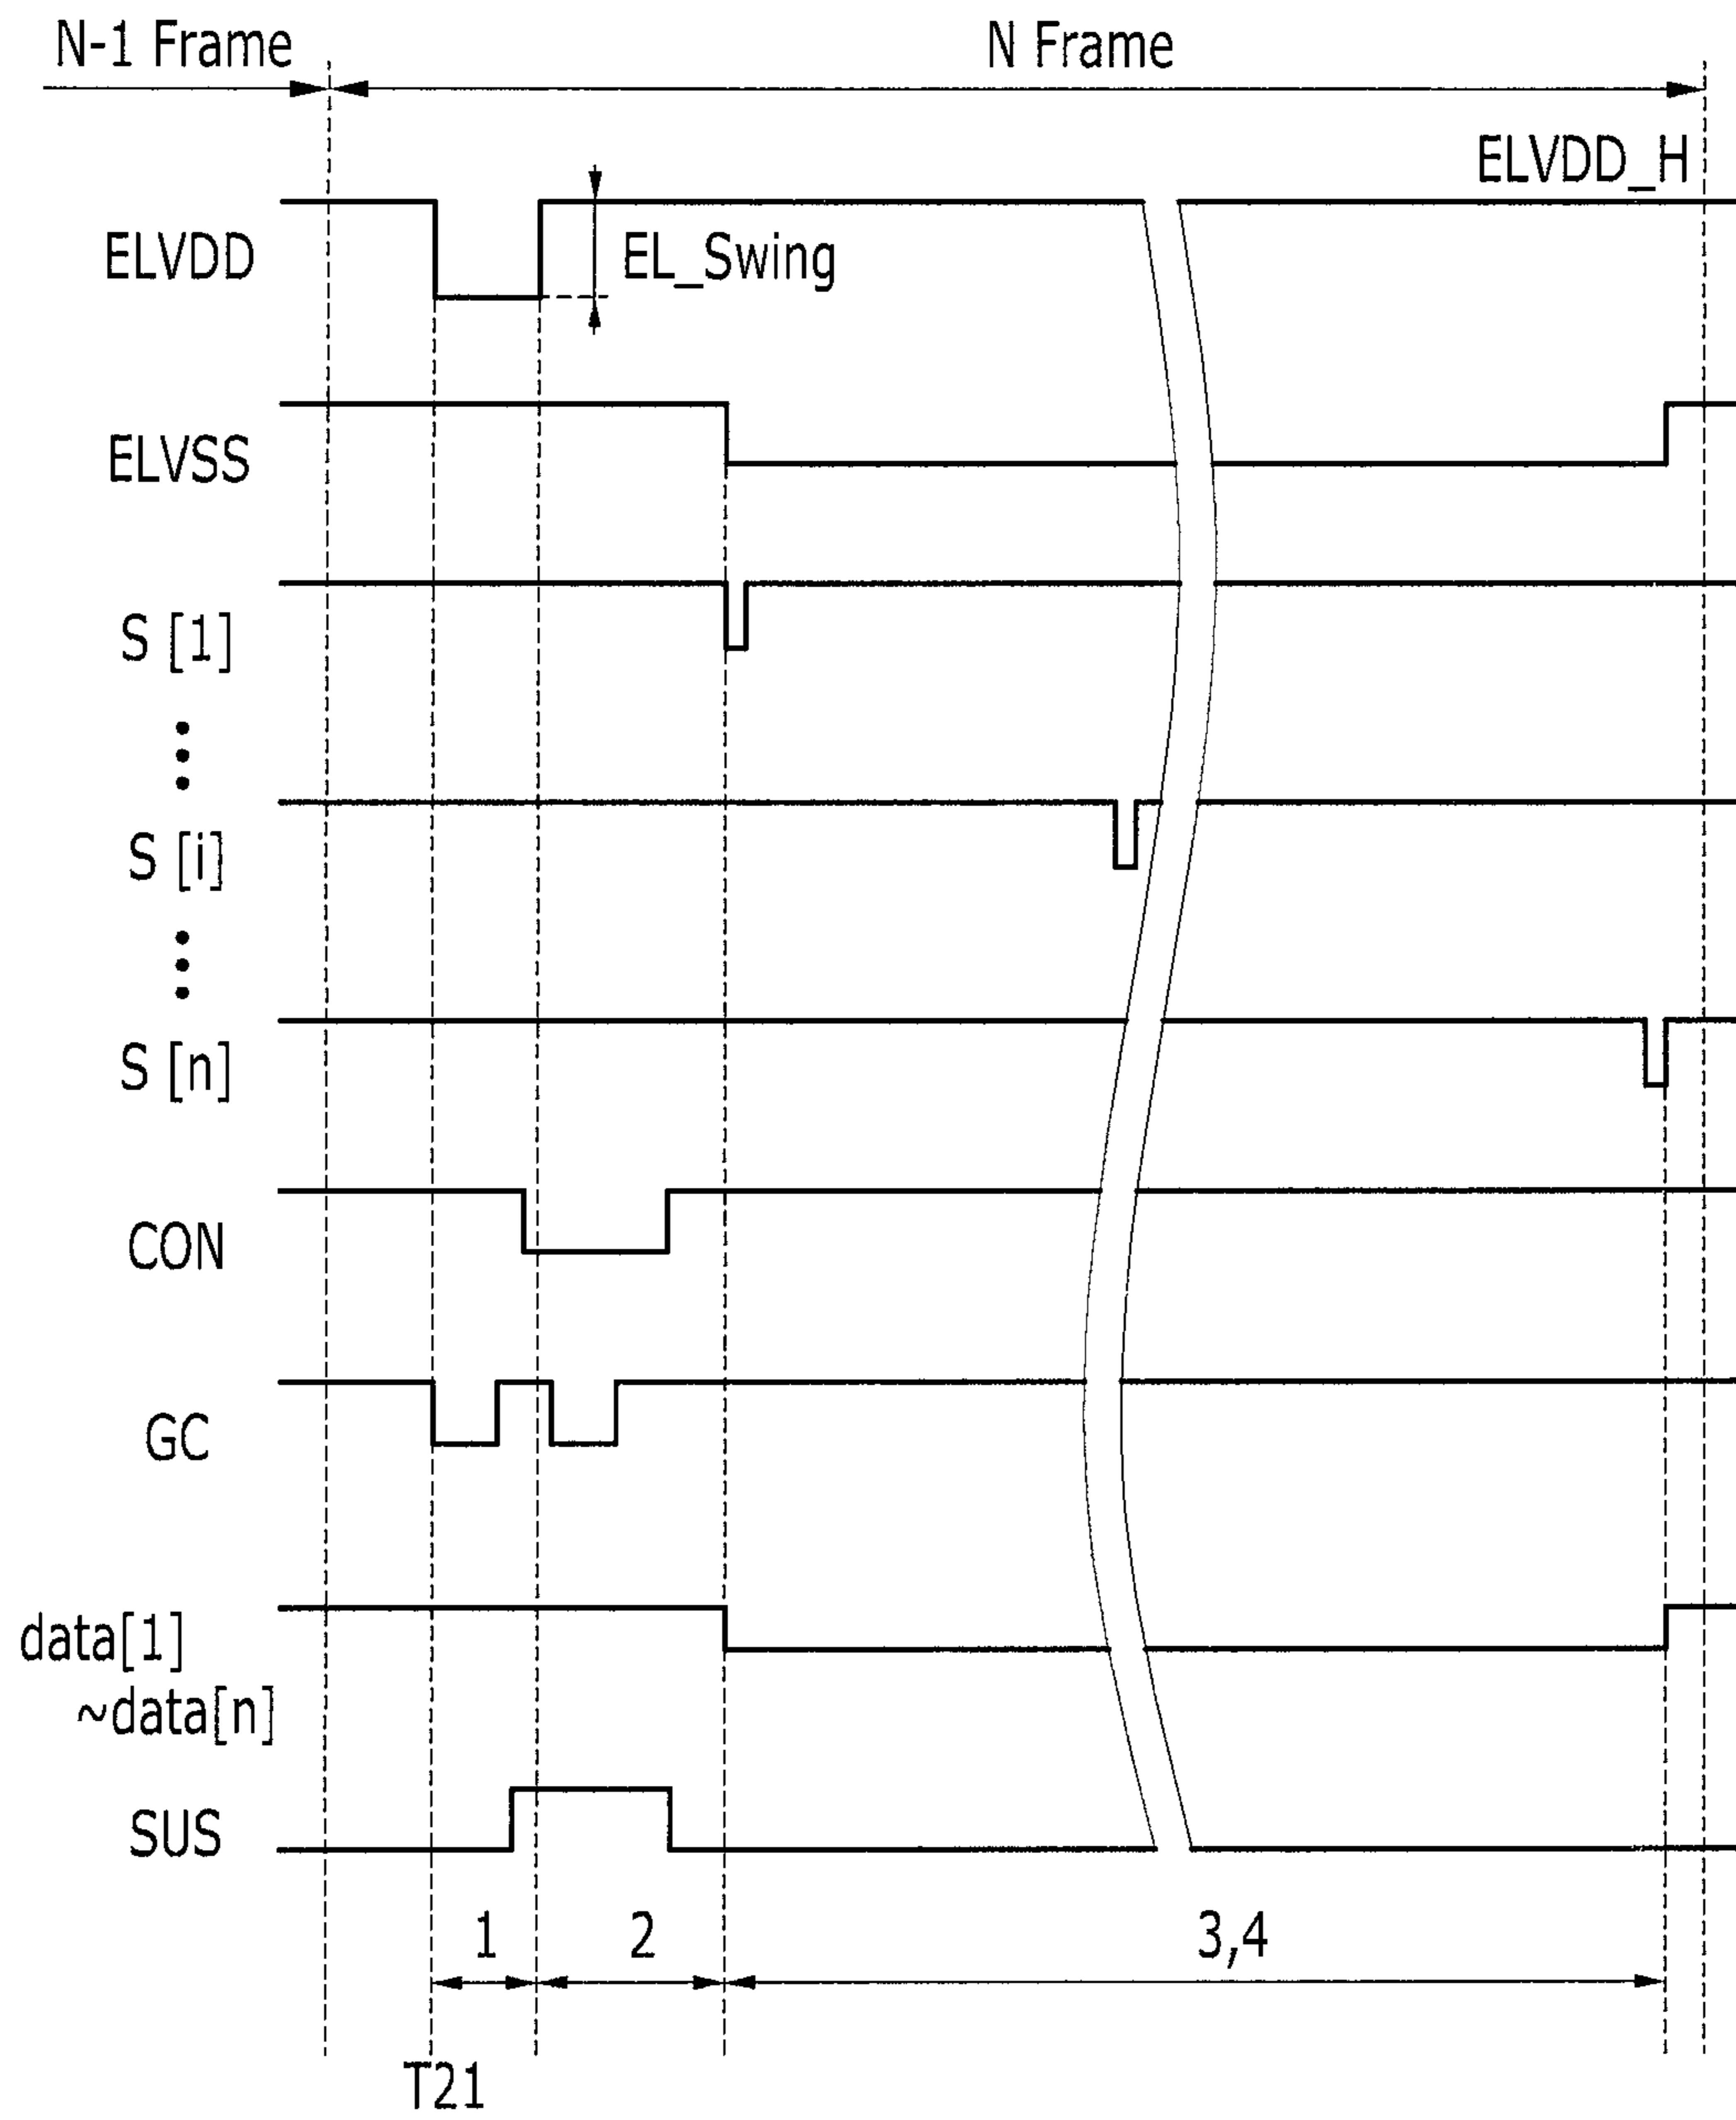 N-1 Frame
N Frame
ELVDD_H
ELVDD
EL_Swing
ELVSS
S [1]
S [i]
S [n]
CON
GC
data[1]
~data[n]
SUS
1
2
3,4
T21